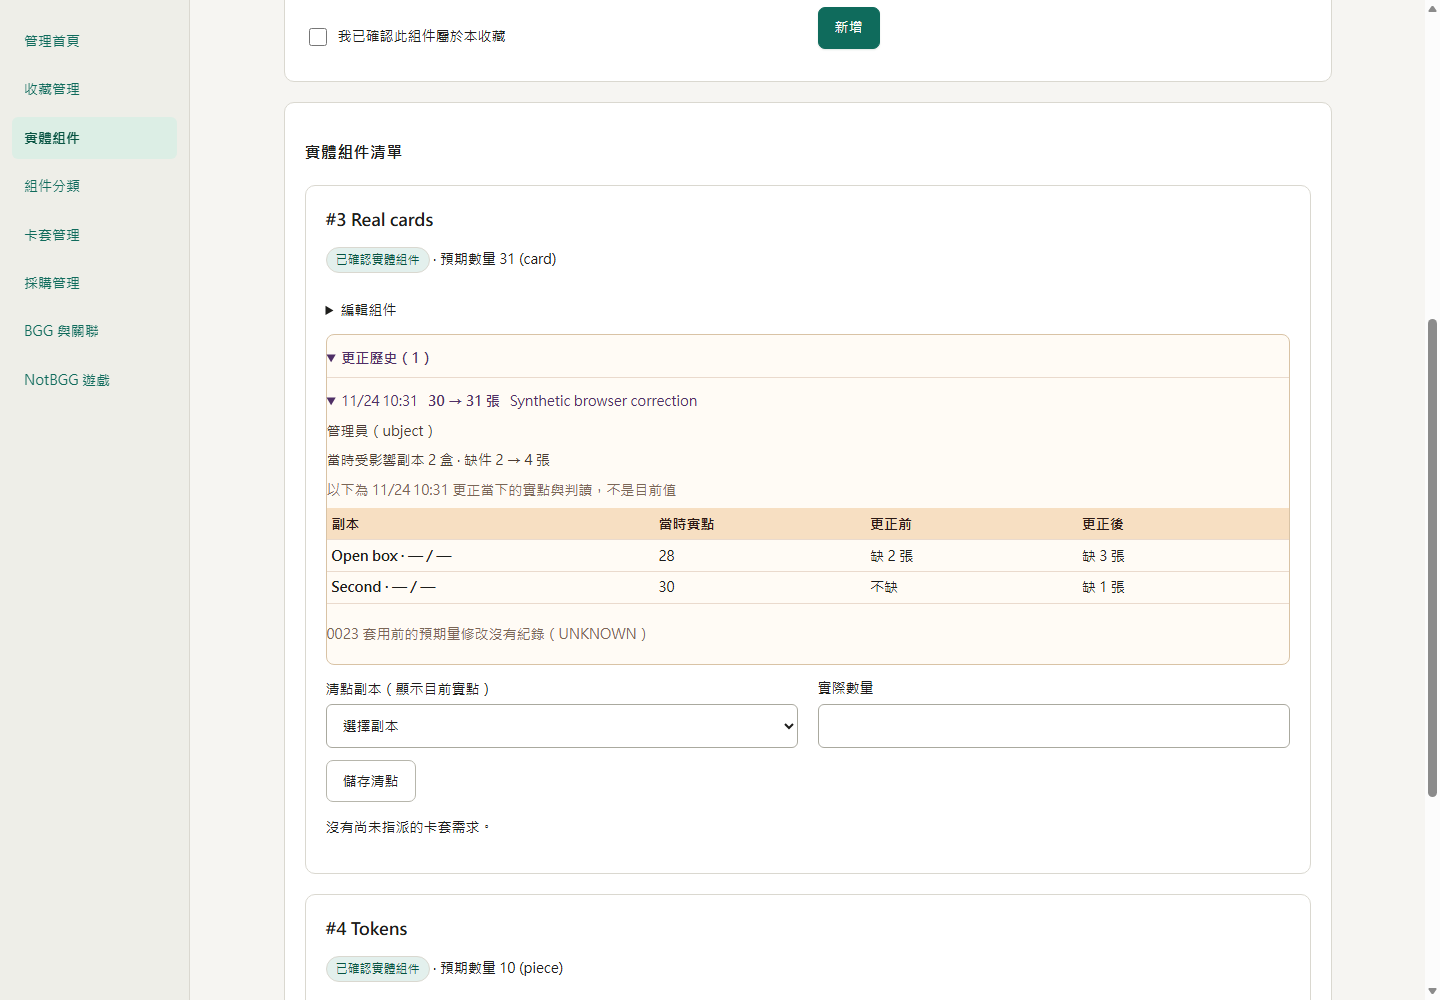 管理首頁
收藏管理
實體組件
組件分類
卡套管理
採購管理
BGG 與關聯
NotBGG 遊戲
我已確認此組件屬於本收藏
新增
實體組件清單
#3 Real cards
已確認實體組件 · 預期數量 31 (card)
編輯組件
更正歷史（1）
11/24 10:31 30 → 31 張 Synthetic browser correction
管理員（ubject）
當時受影響副本 2 盒 · 缺件 2 → 4 張
以下為 11/24 10:31 更正當下的實點與判讀，不是目前值
副本 當時實點 更正前 更正後
Open box · — / — 28 缺 2 張 缺 3 張
Second · — / — 30 不缺 缺 1 張
0023 套用前的預期量修改沒有紀錄（UNKNOWN）
清點副本（顯示目前實點） 實際數量
選擇副本
儲存清點
沒有尚未指派的卡套需求。
#4 Tokens
已確認實體組件 · 預期數量 10 (piece)